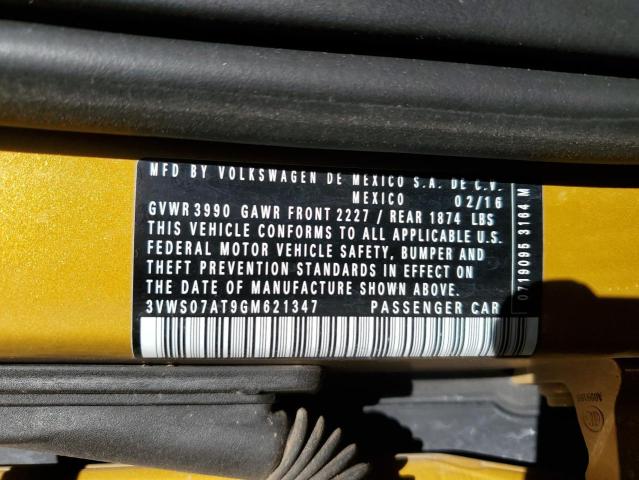 MFD BY VOLKSWAGEN DE MEXICO S.A. DE C.V.
MEXICO 02/16
GVWR 3990 GAWR FRONT 2227 / REAR 1874 LBS
THIS VEHICLE CONFORMS TO ALL APPLICABLE U.S.
FEDERAL MOTOR VEHICLE SAFETY, BUMPER AND
THEFT PREVENTION STANDARDS IN EFFECT ON
THE DATE OF MANUFACTURE SHOWN ABOVE.
3VWS07AT9GM621347 PASSENGER CAR
0719095 3164 M